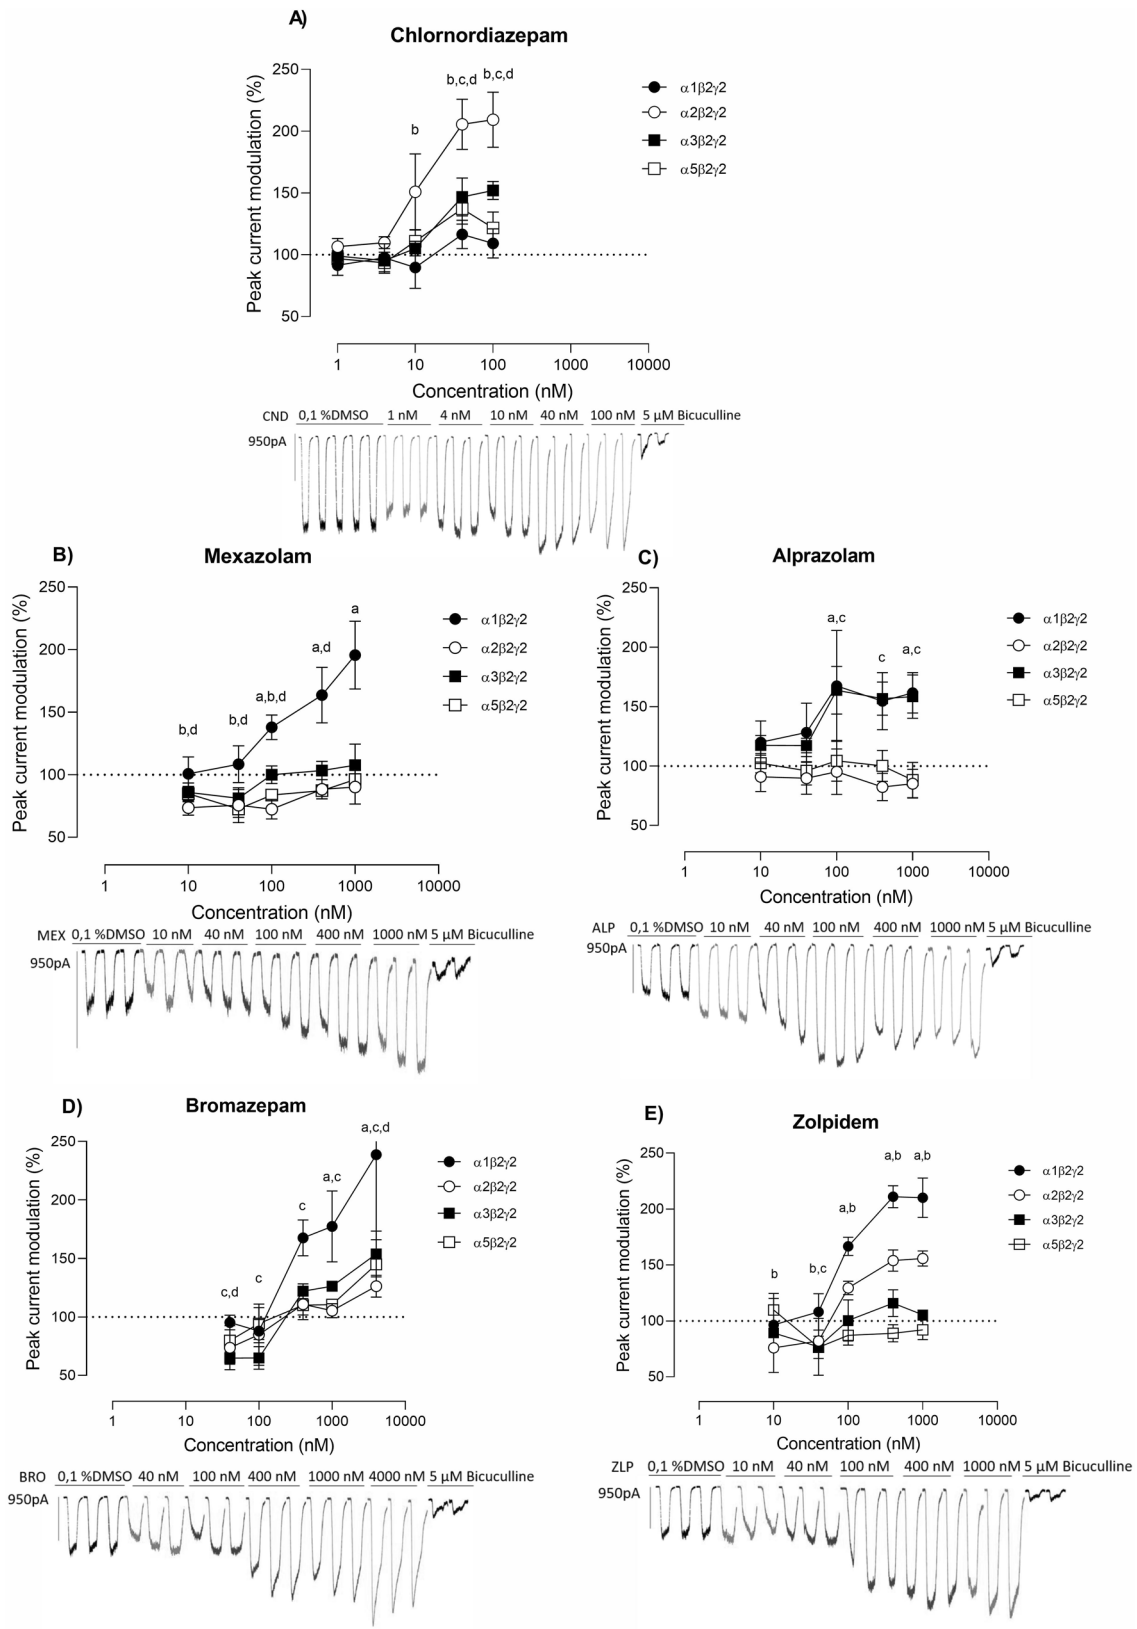 A)
Chlornordiazepam
Peak current modulation (%)
250
200
150
100
50
b
b,c,d
b,c,d
α1β2γ2
α2β2γ2
α3β2γ2
α5β2γ2
1 10 100 1000 10000
Concentration (nM)
CND 0,1 %DMSO 1 nM 4 nM 10 nM 40 nM 100 nM 5 µM Bicuculline
950pA
B)
Mexazolam
Peak current modulation (%)
250
200
150
100
50
b,d
b,d
a,b,d
a,d
a
α1β2γ2
α2β2γ2
α3β2γ2
α5β2γ2
1 10 100 1000 10000
Concentration (nM)
MEX 0,1 %DMSO 10 nM 40 nM 100 nM 400 nM 1000 nM 5 µM Bicuculline
950pA
C)
Alprazolam
Peak current modulation (%)
250
200
150
100
50
a,c
c
a,c
α1β2γ2
α2β2γ2
α3β2γ2
α5β2γ2
1 10 100 1000 10000
Concentration (nM)
ALP 0,1 %DMSO 10 nM 40 nM 100 nM 400 nM 1000 nM 5 µM Bicuculline
950pA
D)
Bromazepam
Peak current modulation (%)
250
200
150
100
50
c,d
c
c
a,c
a,c,d
α1β2γ2
α2β2γ2
α3β2γ2
α5β2γ2
1 10 100 1000 10000
Concentration (nM)
BRO 0,1 %DMSO 40 nM 100 nM 400 nM 1000 nM 4000 nM 5 µM Bicuculline
950pA
E)
Zolpidem
Peak current modulation (%)
250
200
150
100
50
b
b,c
a,b
a,b
a,b
α1β2γ2
α2β2γ2
α3β2γ2
α5β2γ2
1 10 100 1000 10000
Concentration (nM)
ZLP 0,1 %DMSO 10 nM 40 nM 100 nM 400 nM 1000 nM 5 µM Bicuculline
950pA